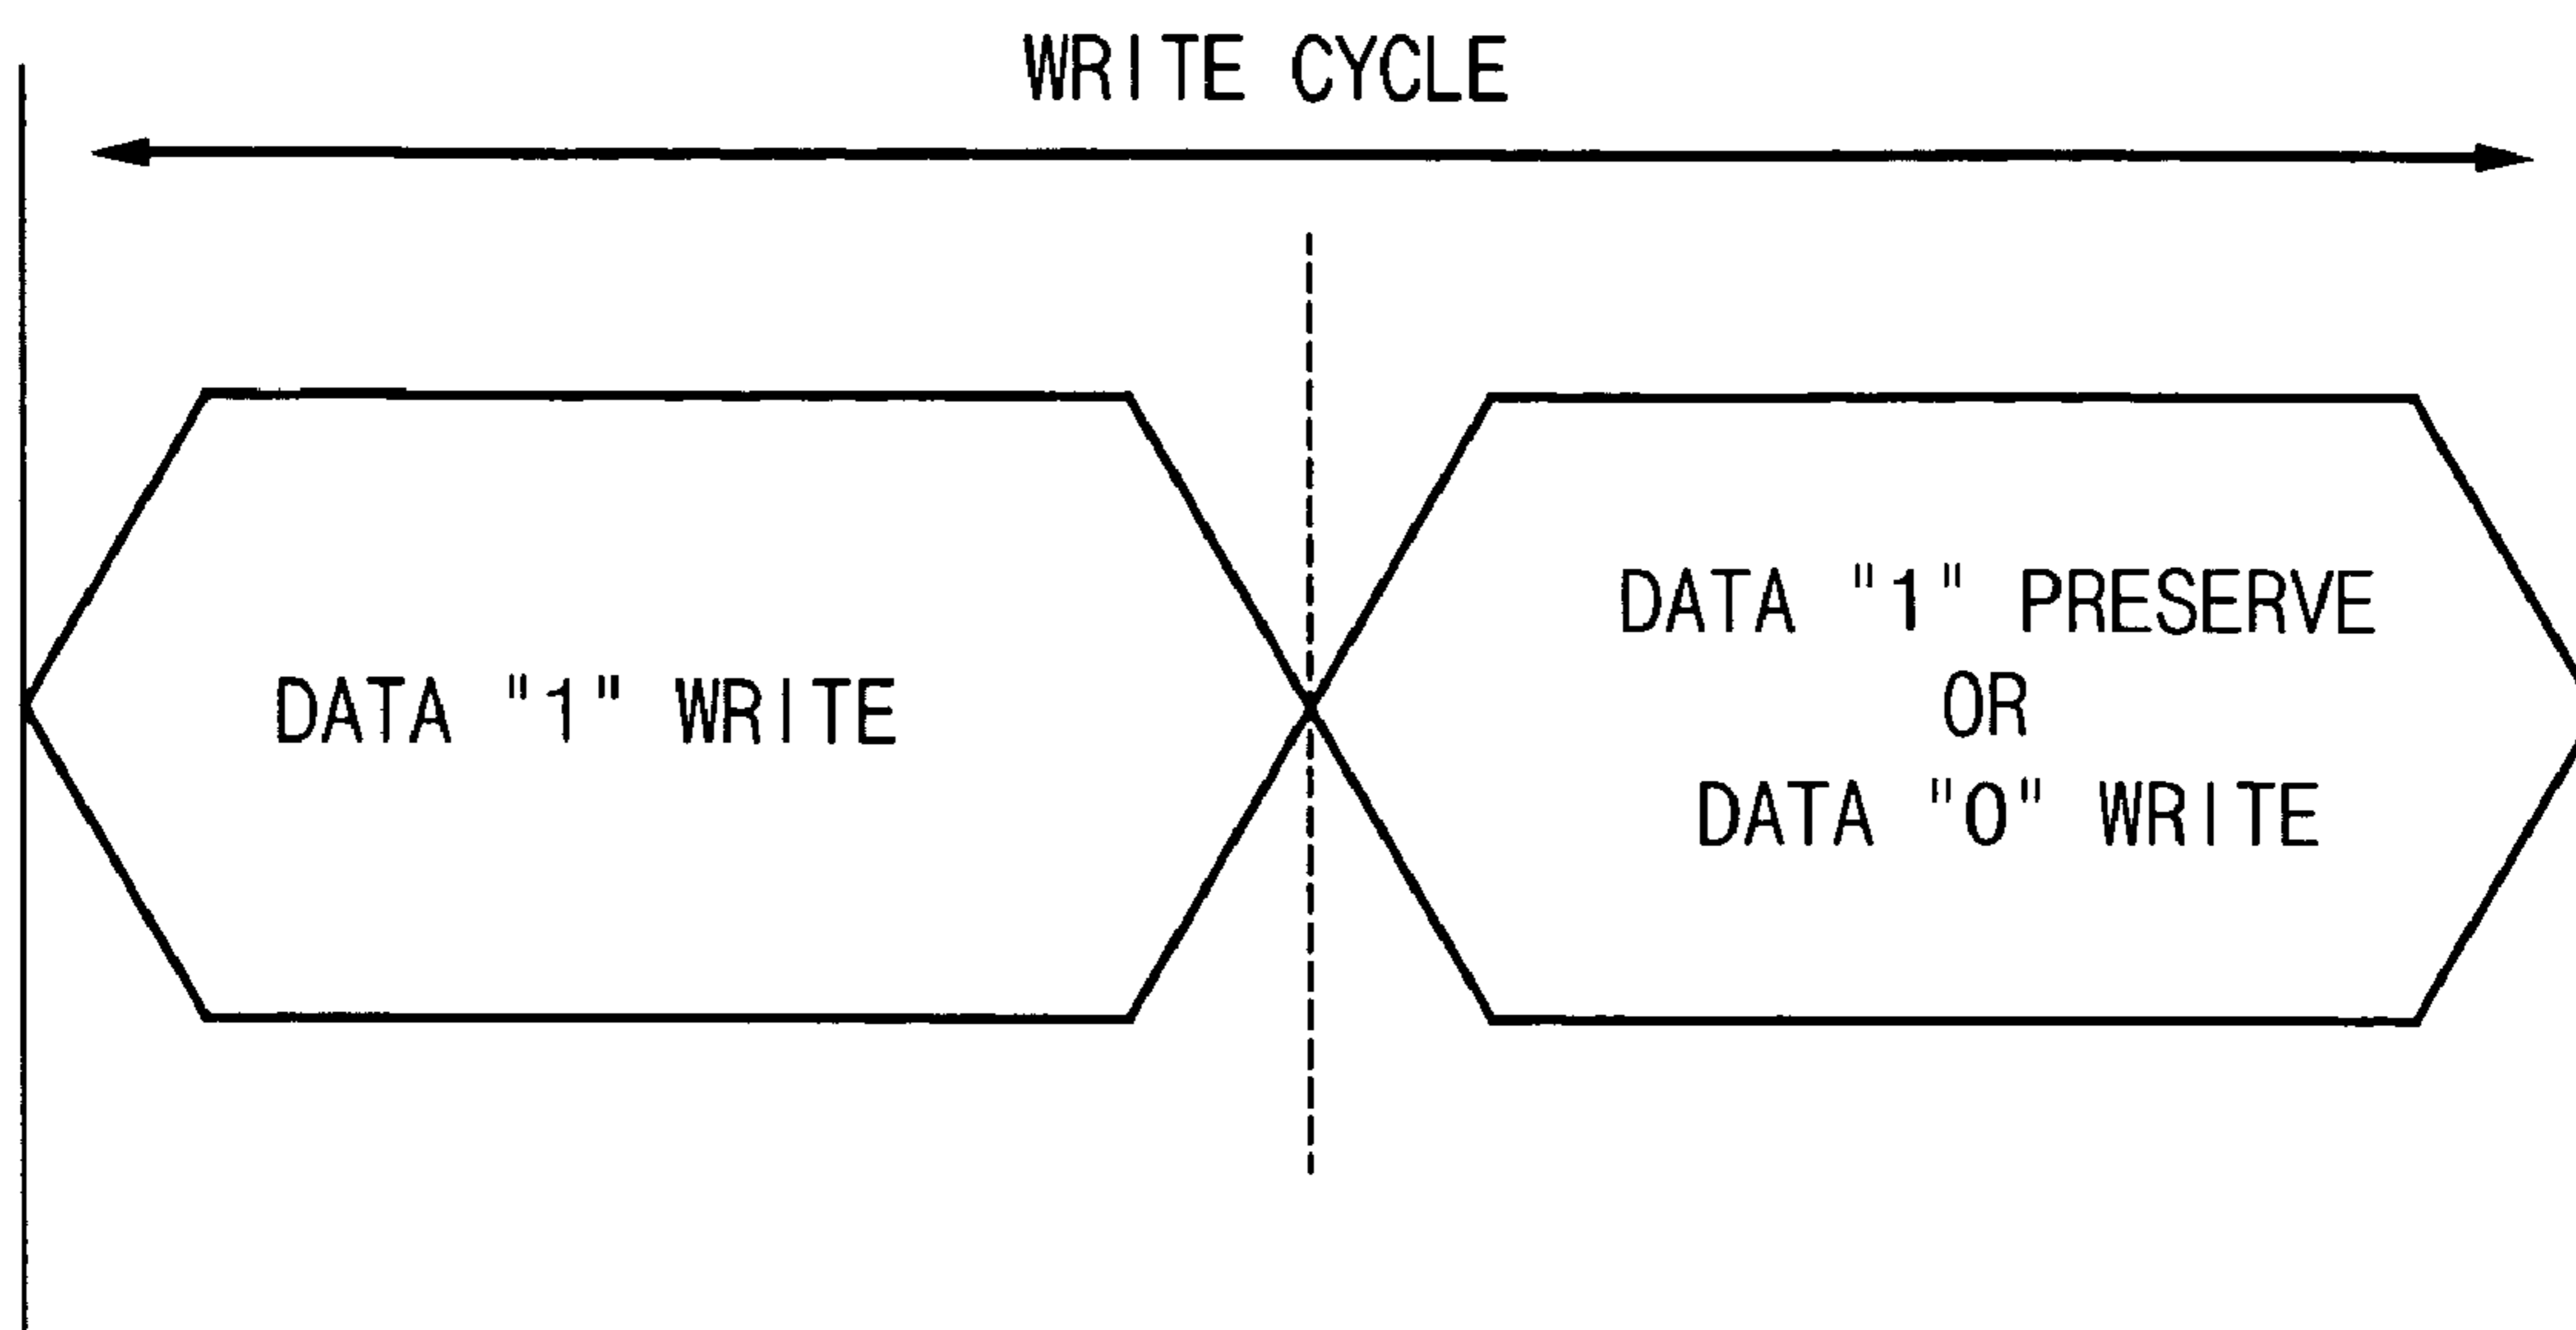 WRITE CYCLE
DATA "1" WRITE
DATA "1" PRESERVE
OR
DATA "0" WRITE